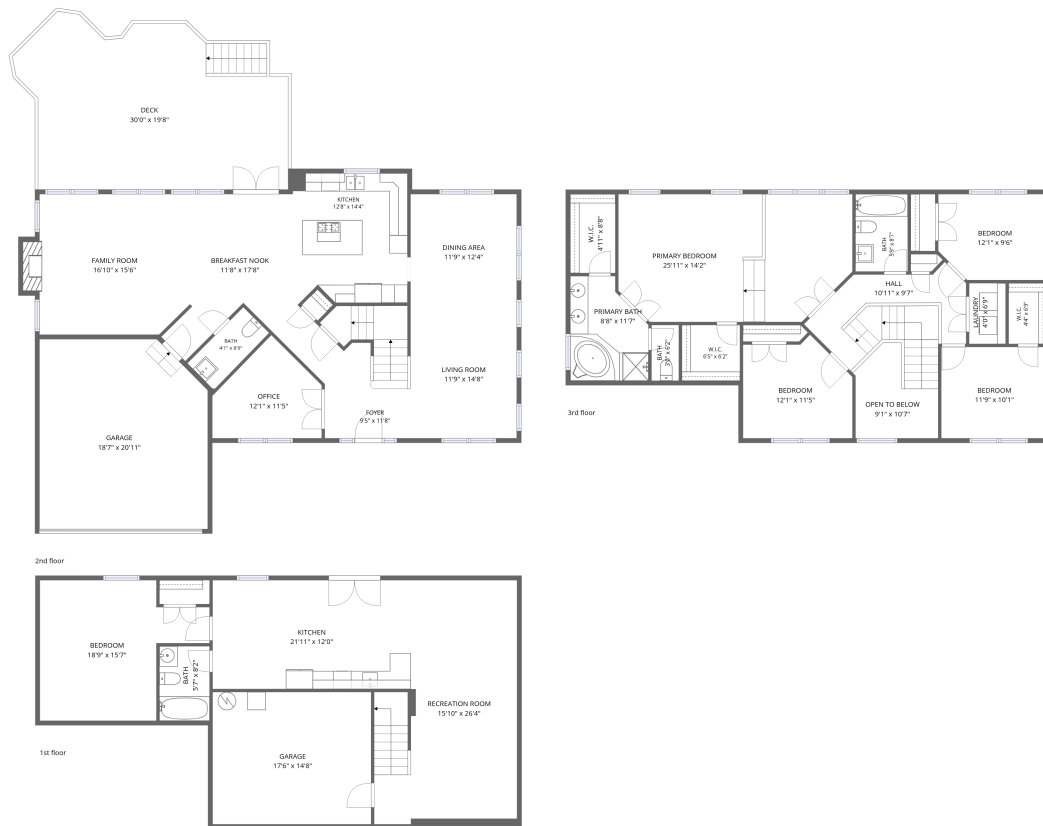 DECK
30'0" x 19'8"
KITCHEN
12'8" x 14'4"
FAMILY ROOM
16'10" x 15'6"
BREAKFAST NOOK
11'8" x 17'8"
DINING AREA
11'9" x 12'4"
BATH
4'1" x 8'9"
LIVING ROOM
11'9" x 14'8"
OFFICE
12'1" x 11'5"
FOYER
9'5" x 11'8"
GARAGE
18'7" x 20'11"
2nd floor
W.I.C.
4'11" x 8'8"
PRIMARY BEDROOM
25'11" x 14'2"
BATH
5'9" x 8'7"
BEDROOM
12'1" x 9'6"
HALL
10'11" x 9'7"
PRIMARY BATH
8'8" x 11'7"
LAUNDRY
4'0" x 6'9"
W.I.C.
4'4" x 6'9"
BATH
W.I.C.
6'5" x 6'2"
BEDROOM
12'1" x 11'5"
OPEN TO BELOW
9'1" x 10'7"
BEDROOM
11'9" x 10'1"
3rd floor
KITCHEN
21'11" x 12'0"
BEDROOM
18'9" x 15'7"
BATH
5'7" x 8'2"
RECREATION ROOM
15'10" x 26'4"
GARAGE
17'6" x 14'8"
1st floor